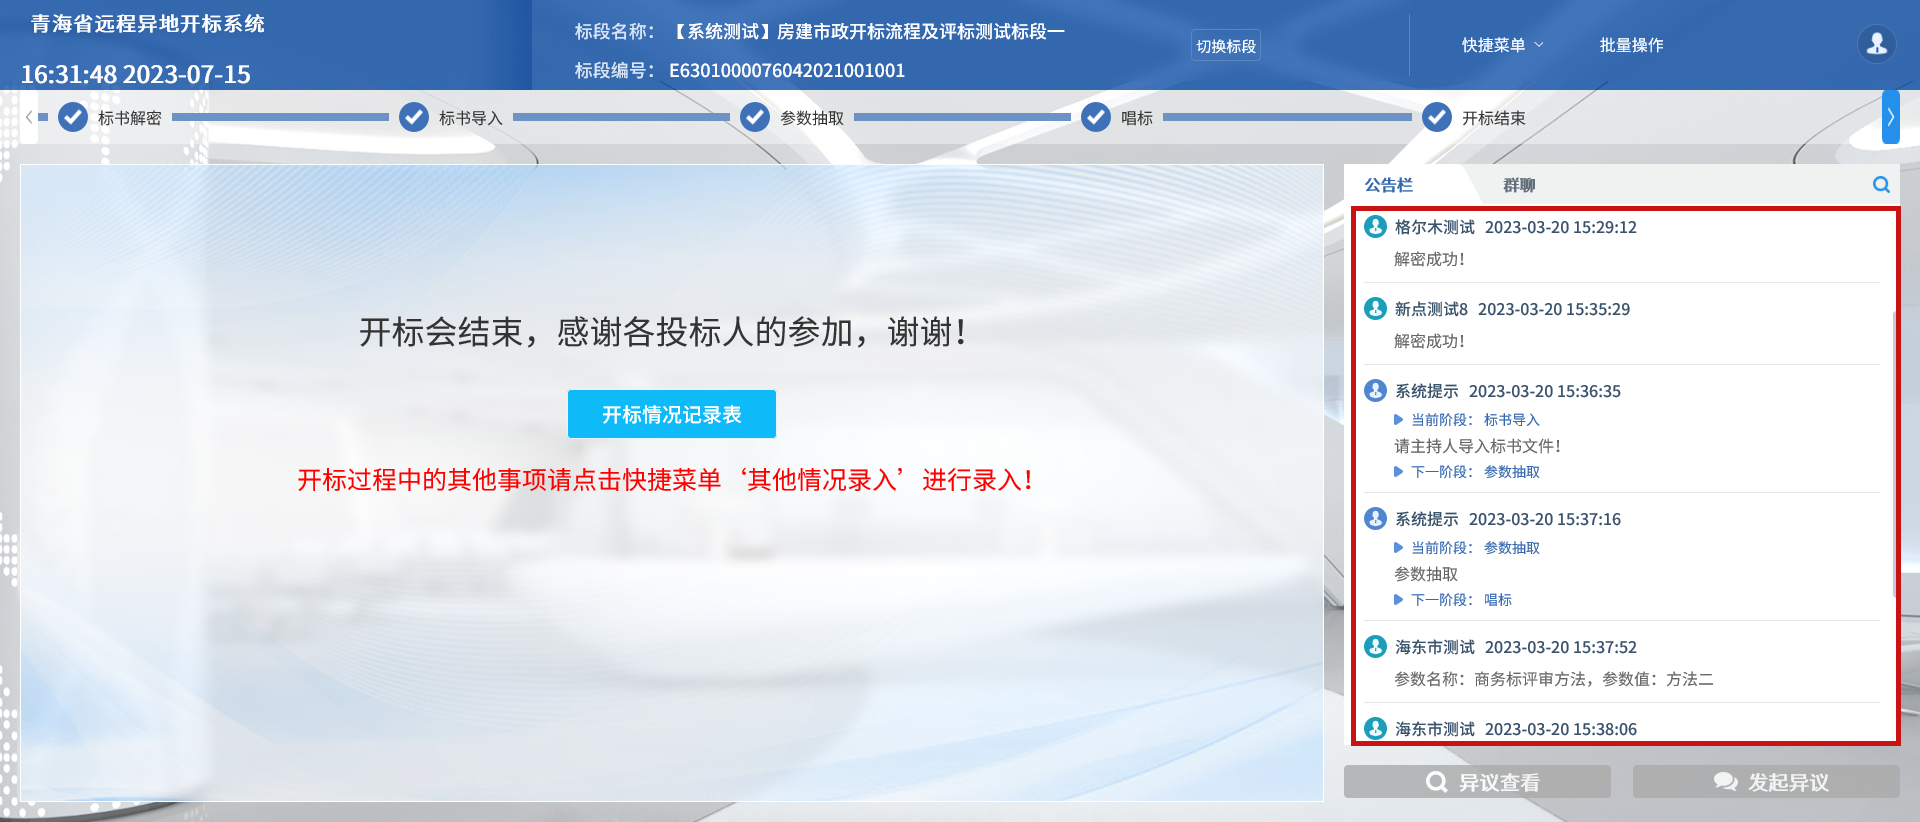 青海省远程异地开标系统
16:31:48 2023-07-15
标段名称： 【系统测试】房建市政开标流程及评标测试标段一
标段编号： E6301000076042021001001
切换标段
快捷菜单
批量操作
标书解密
标书导入
参数抽取
唱标
开标结束
开标会结束，感谢各投标人的参加，谢谢！
开标情况记录表
开标过程中的其他事项请点击快捷菜单‘其他情况录入’进行录入！
公告栏
群聊
格尔木测试 2023-03-20 15:29:12
解密成功！
新点测试8 2023-03-20 15:35:29
解密成功！
系统提示 2023-03-20 15:36:35
当前阶段： 标书导入
请主持人导入标书文件！
下一阶段： 参数抽取
系统提示 2023-03-20 15:37:16
当前阶段： 参数抽取
参数抽取
下一阶段： 唱标
海东市测试 2023-03-20 15:37:52
参数名称：商务标评审方法，参数值：方法二
海东市测试 2023-03-20 15:38:06
异议查看
发起异议